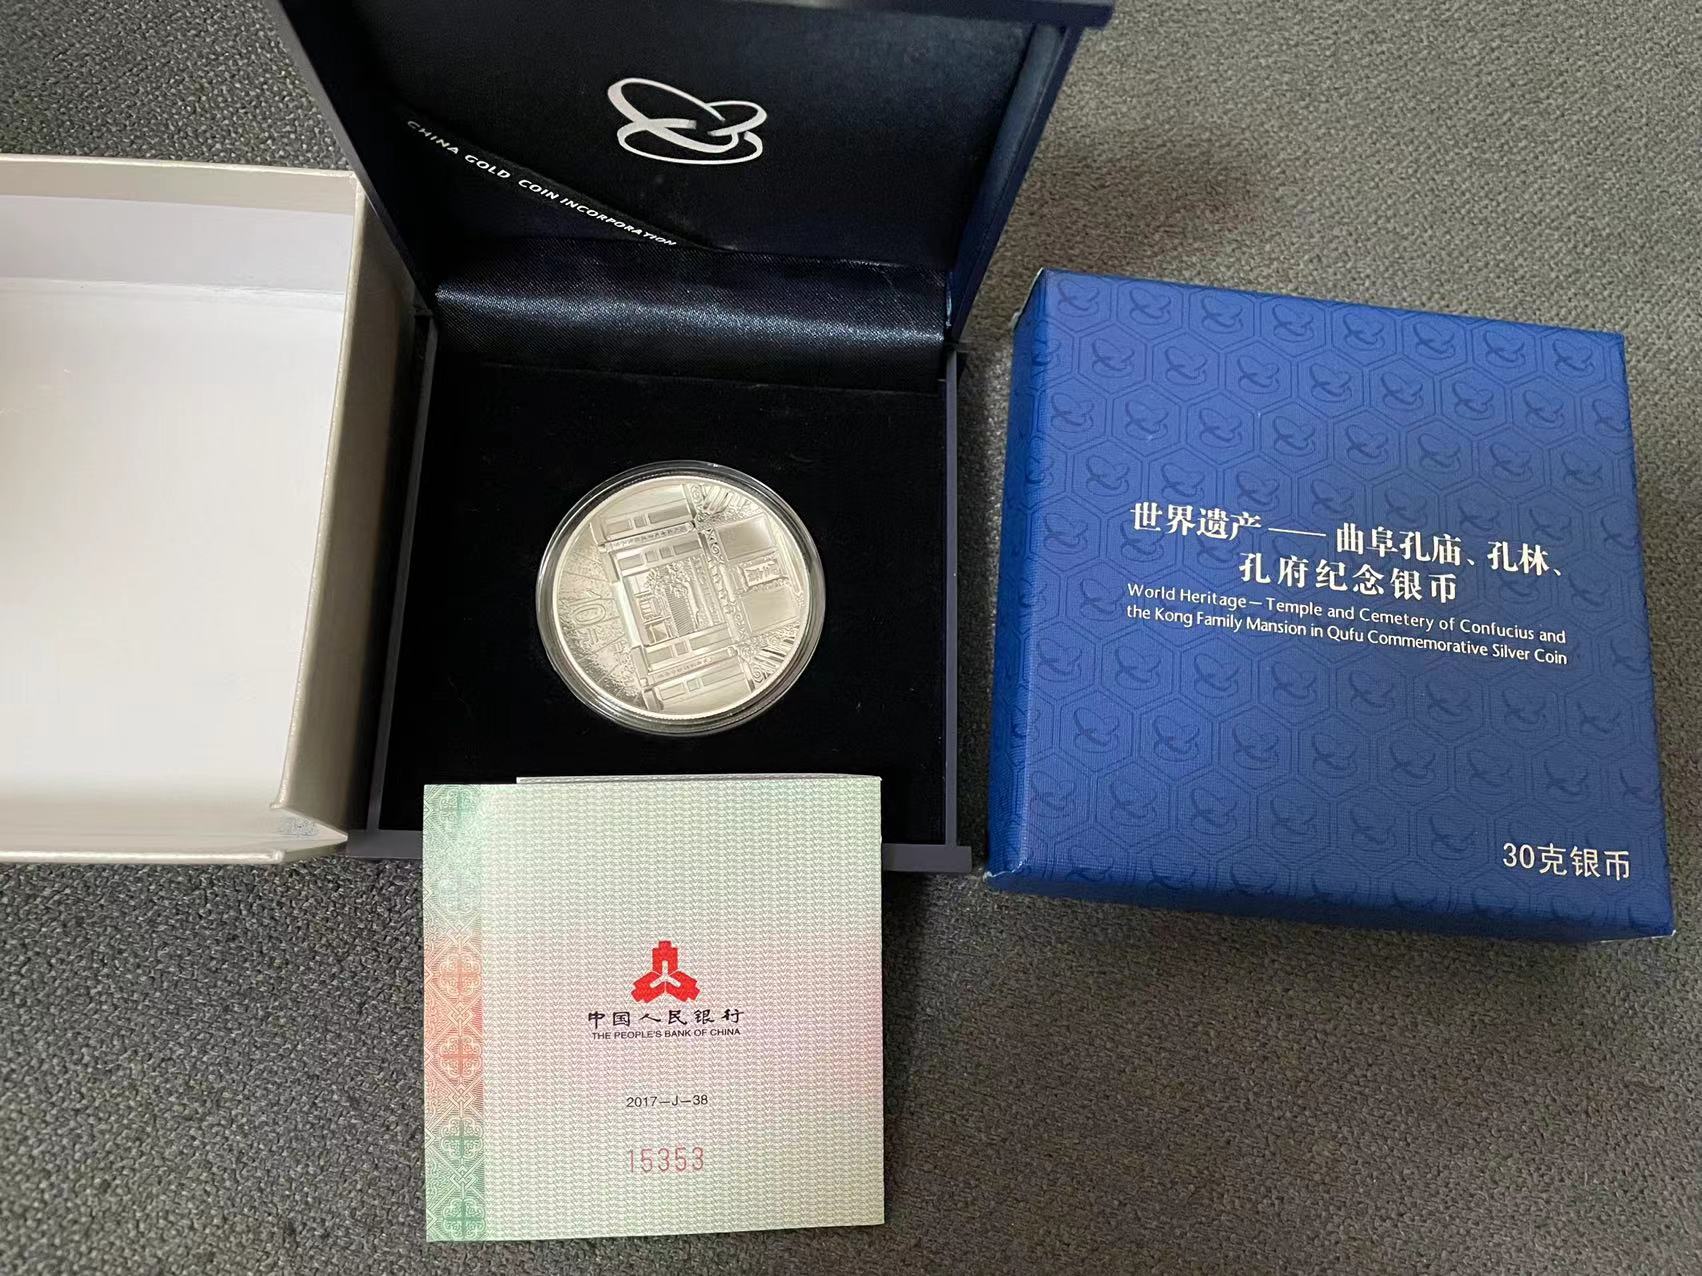 CHINA GOLD COIN INCORPORATION
世界遗产——曲阜孔庙、孔林、
孔府纪念银币
World Heritage—Temple and Cemetery of Confucius and
the Kong Family Mansion in Qufu Commemorative Silver Coin
30克银币
中国人民银行
THE PEOPLE'S BANK OF CHINA
2017—J—38
15353